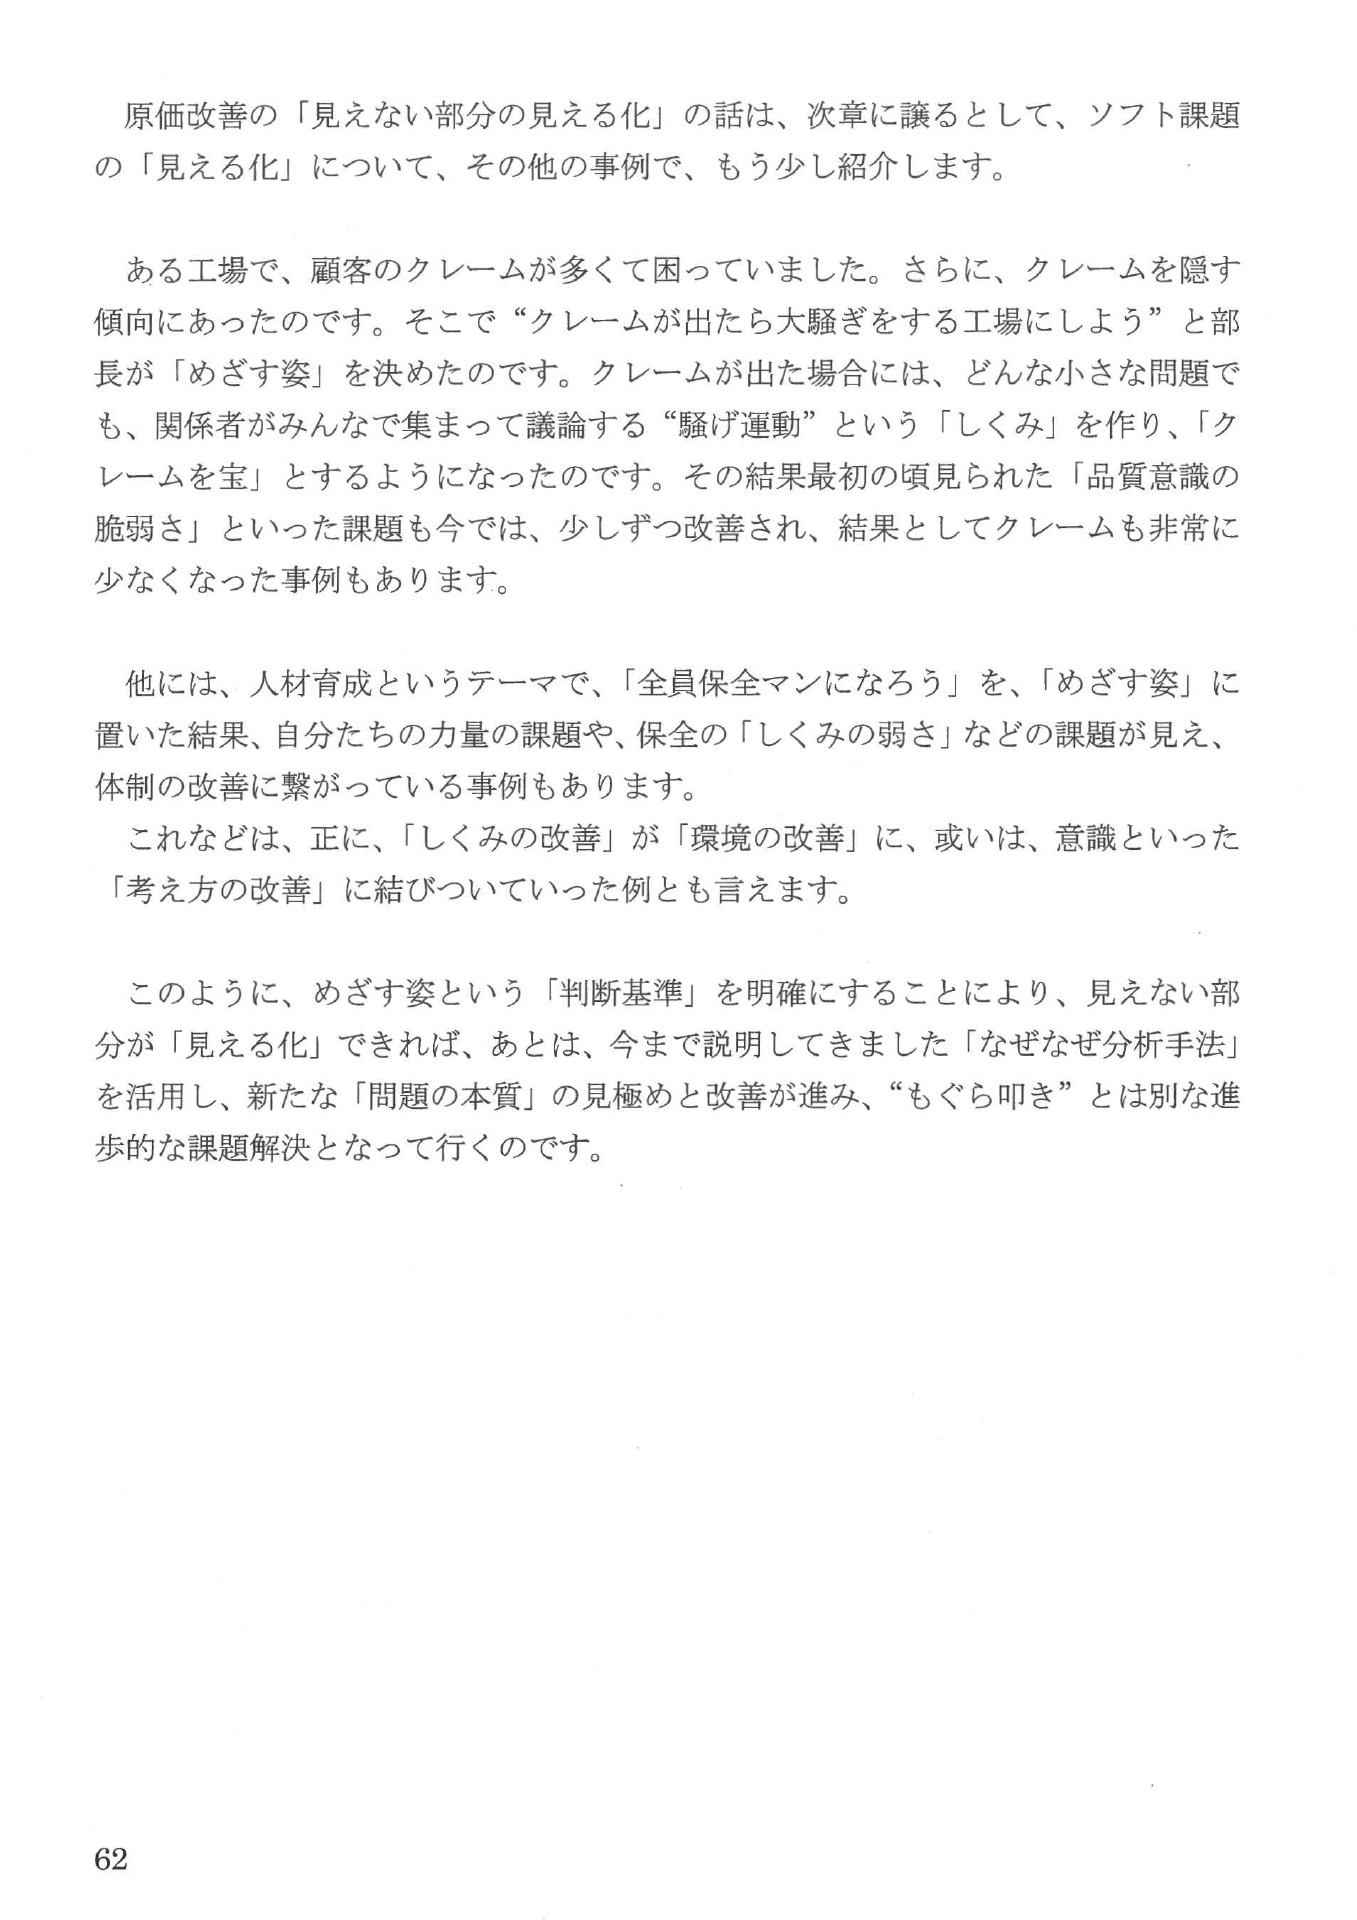 原価改善の「見えない部分の見える化」の話は、次章に譲るとして、ソフト課題
の「見える化」について、その他の事例で、もう少し紹介します。
ある工場で、顧客のクレームが多くて困っていました。さらに、クレームを隠す
傾向にあったのです。そこで“クレームが出たら大騒ぎをする工場にしよう”と部
長が「めざす姿」を決めたのです。クレームが出た場合には、どんな小さな問題で
も、関係者がみんなで集まって議論する“騒げ運動”という「しくみ」を作り、「ク
レームを宝」とするようになったのです。その結果最初の頃見られた「品質意識の
脆弱さ」といった課題も今では、少しずつ改善され、結果としてクレームも非常に
少なくなった事例もあります。
他には、人材育成というテーマで、「全員保全マンになろう」を、「めざす姿」に
置いた結果、自分たちの力量の課題や、保全の「しくみの弱さ」などの課題が見え、
体制の改善に繋がっている事例もあります。
これなどは、正に、「しくみの改善」が「環境の改善」に、或いは、意識といった
「考え方の改善」に結びついていった例とも言えます。
このように、めざす姿という「判断基準」を明確にすることにより、見えない部
分が「見える化」できれば、あとは、今まで説明してきました「なぜなぜ分析手法」
を活用し、新たな「問題の本質」の見極めと改善が進み、“もぐら叩き”とは別な進
歩的な課題解決となって行くのです。
62